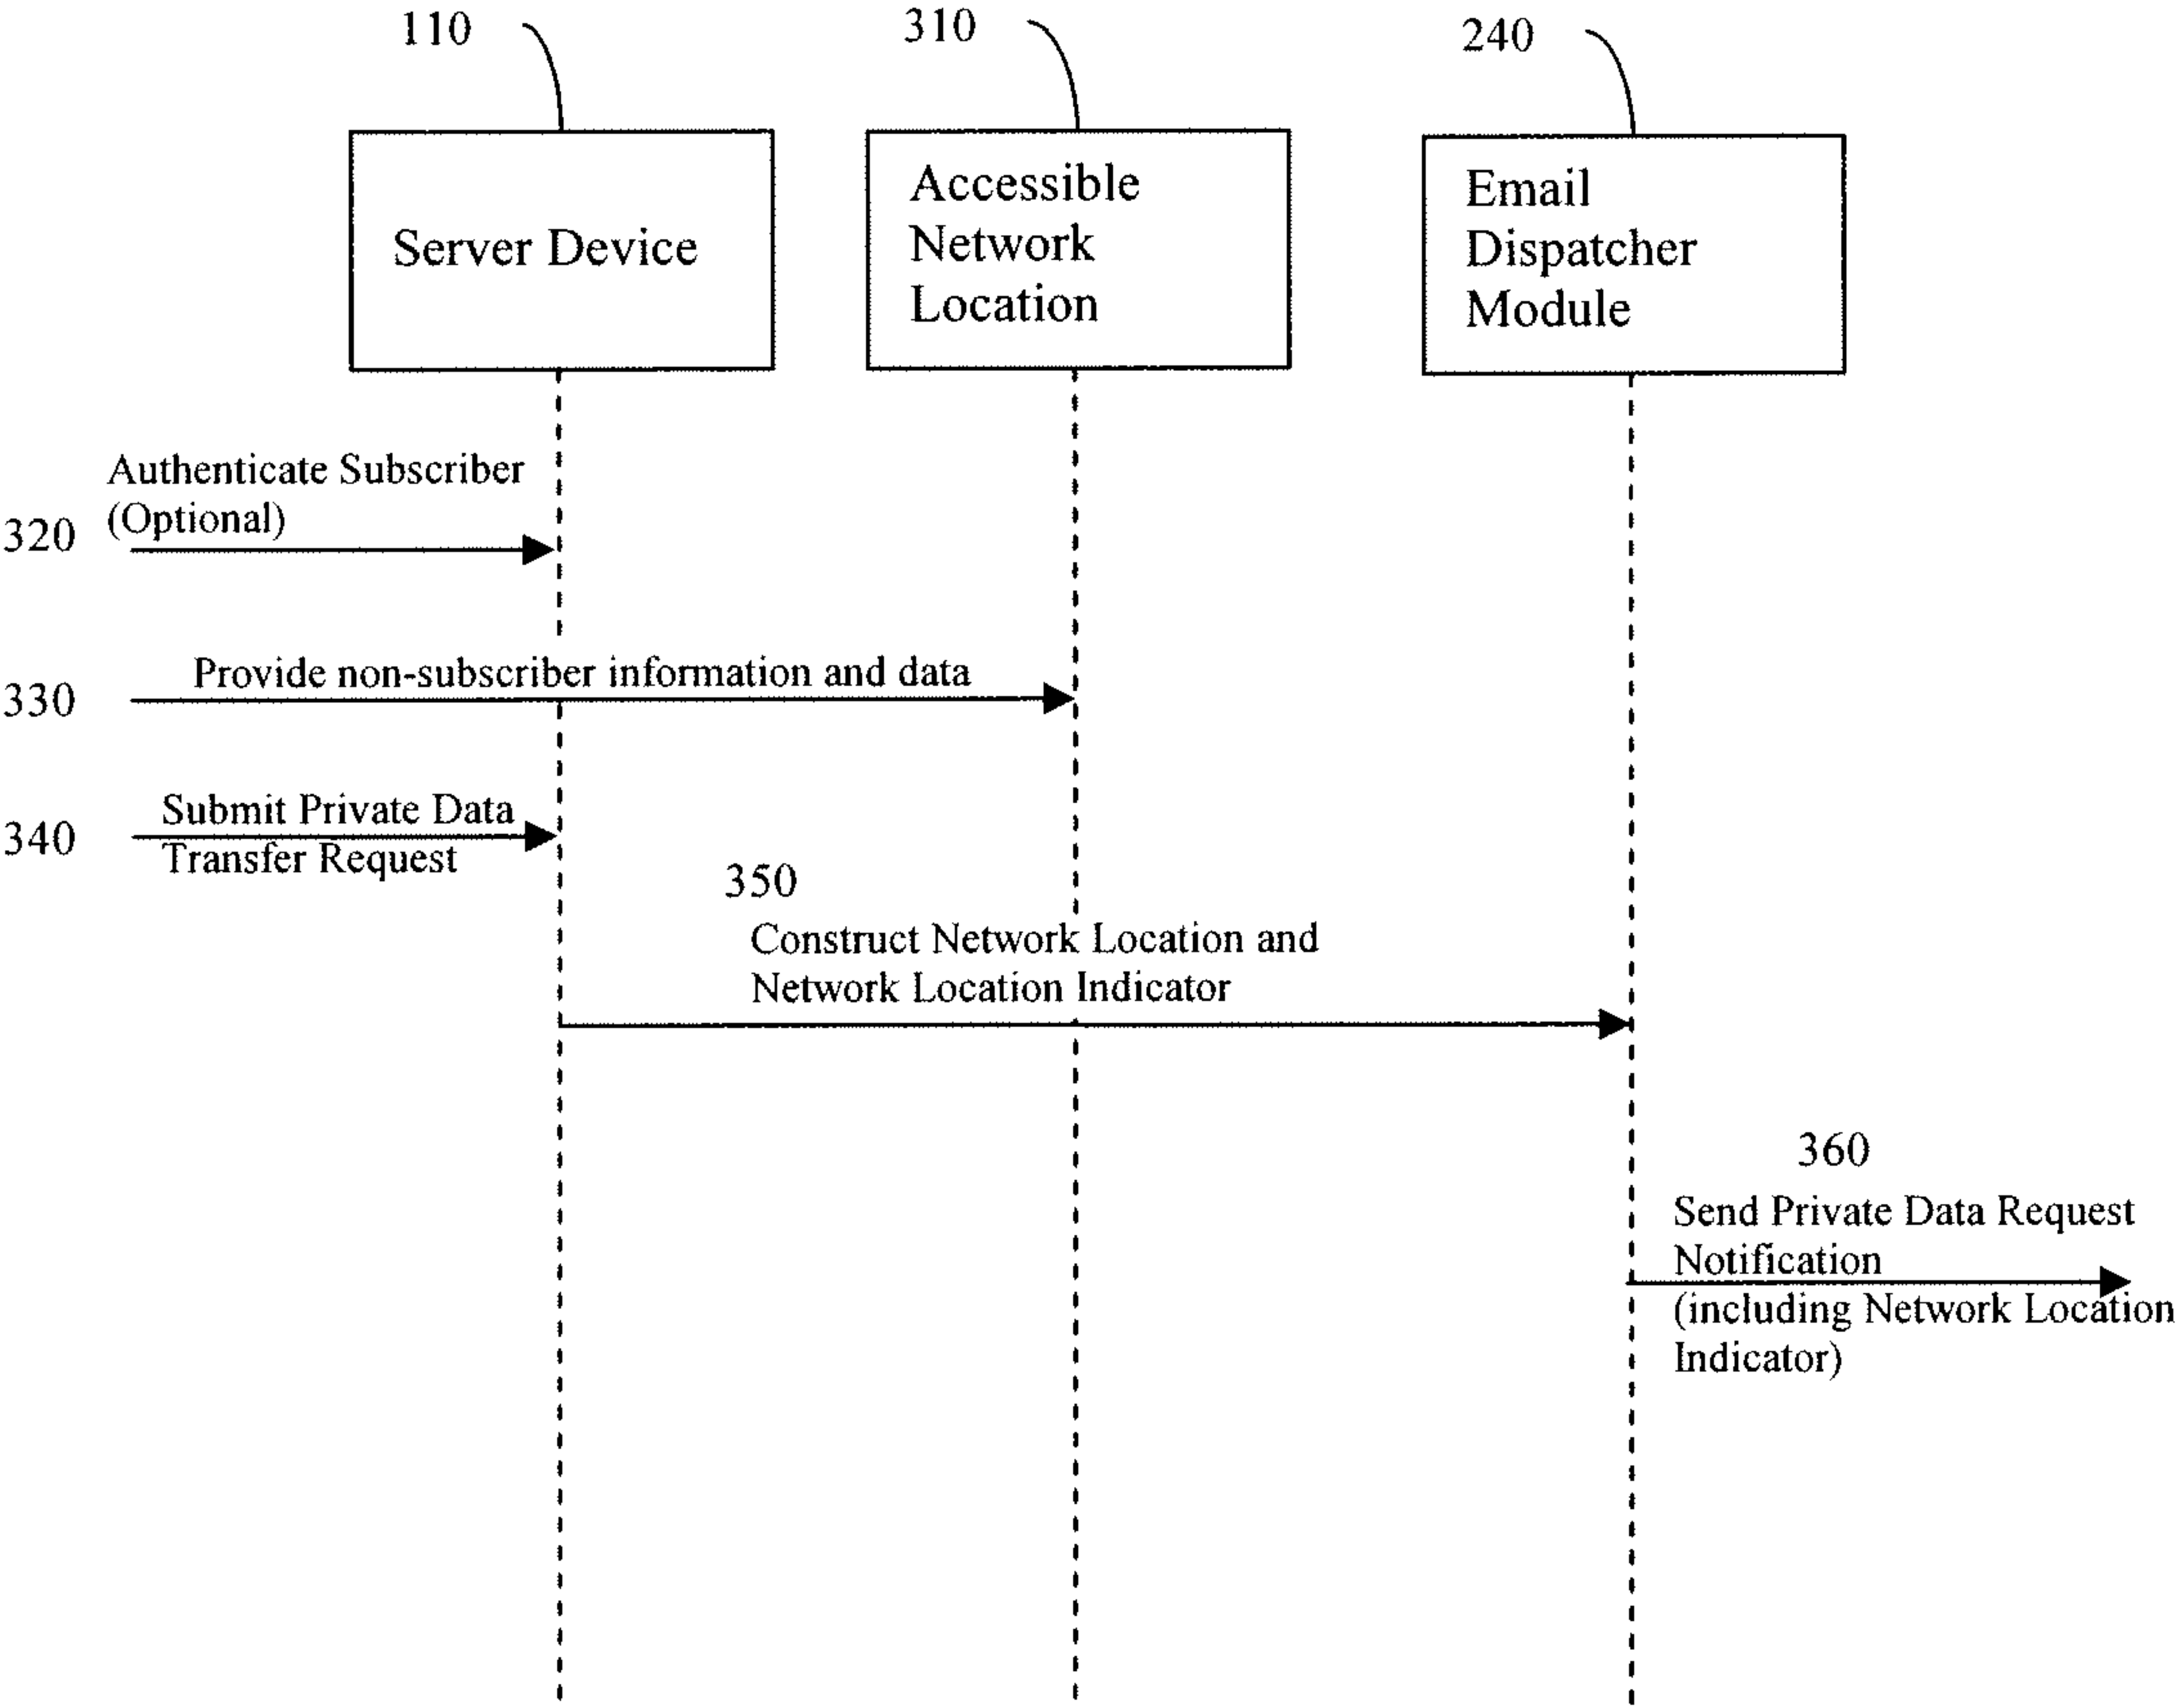 110
310
240
Server Device
Accessible
Network
Location
Email
Dispatcher
Module
Authenticate Subscriber
(Optional)
320
Provide non-subscriber information and data
330
Submit Private Data
Transfer Request
340
350
Construct Network Location and
Network Location Indicator
360
Send Private Data Request
Notification
(including Network Location
Indicator)